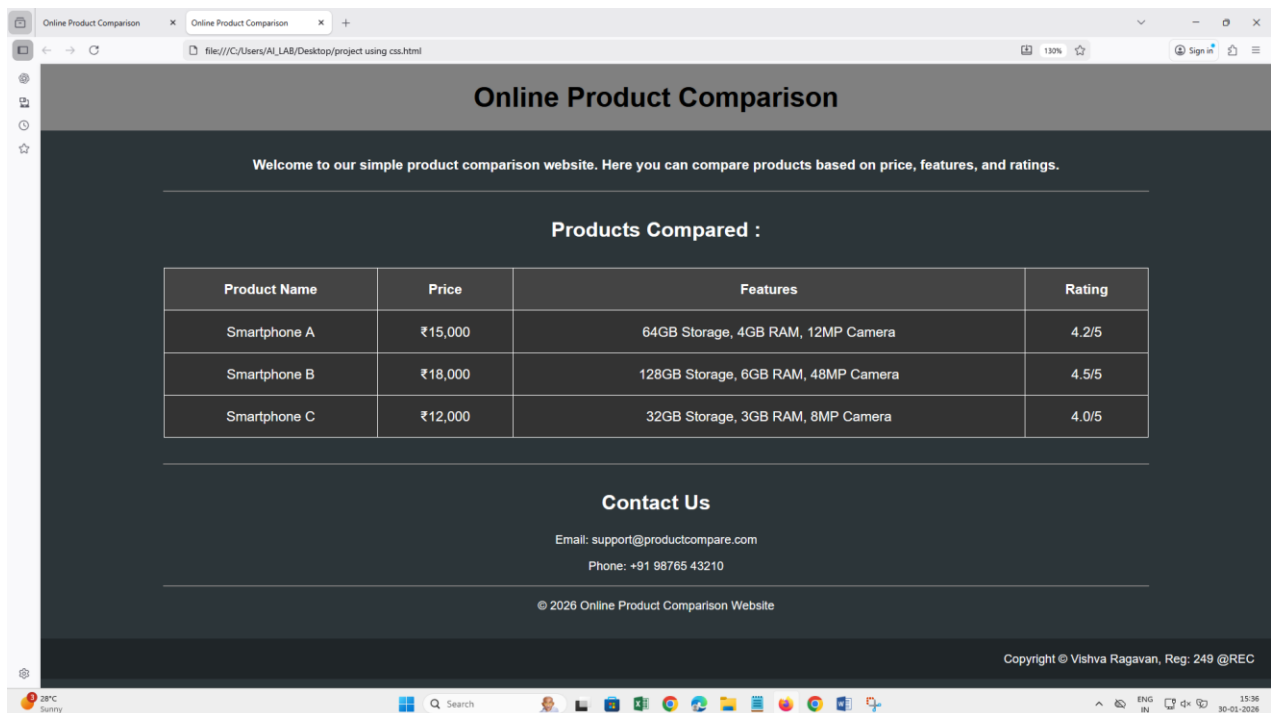 Online Product Comparison
Online Product Comparison
file:///C:/Users/AI_LAB/Desktop/project using css.html
130%
Sign in
Online Product Comparison
Welcome to our simple product comparison website. Here you can compare products based on price, features, and ratings.
Products Compared :
Product Name Price Features Rating
Smartphone A ₹15,000 64GB Storage, 4GB RAM, 12MP Camera 4.2/5
Smartphone B ₹18,000 128GB Storage, 6GB RAM, 48MP Camera 4.5/5
Smartphone C ₹12,000 32GB Storage, 3GB RAM, 8MP Camera 4.0/5
Contact Us
Email: support@productcompare.com
Phone: +91 98765 43210
© 2026 Online Product Comparison Website
Copyright © Vishva Ragavan, Reg: 249 @REC
3
28°C
Sunny
Search
ENG
IN
15:36
30-01-2026